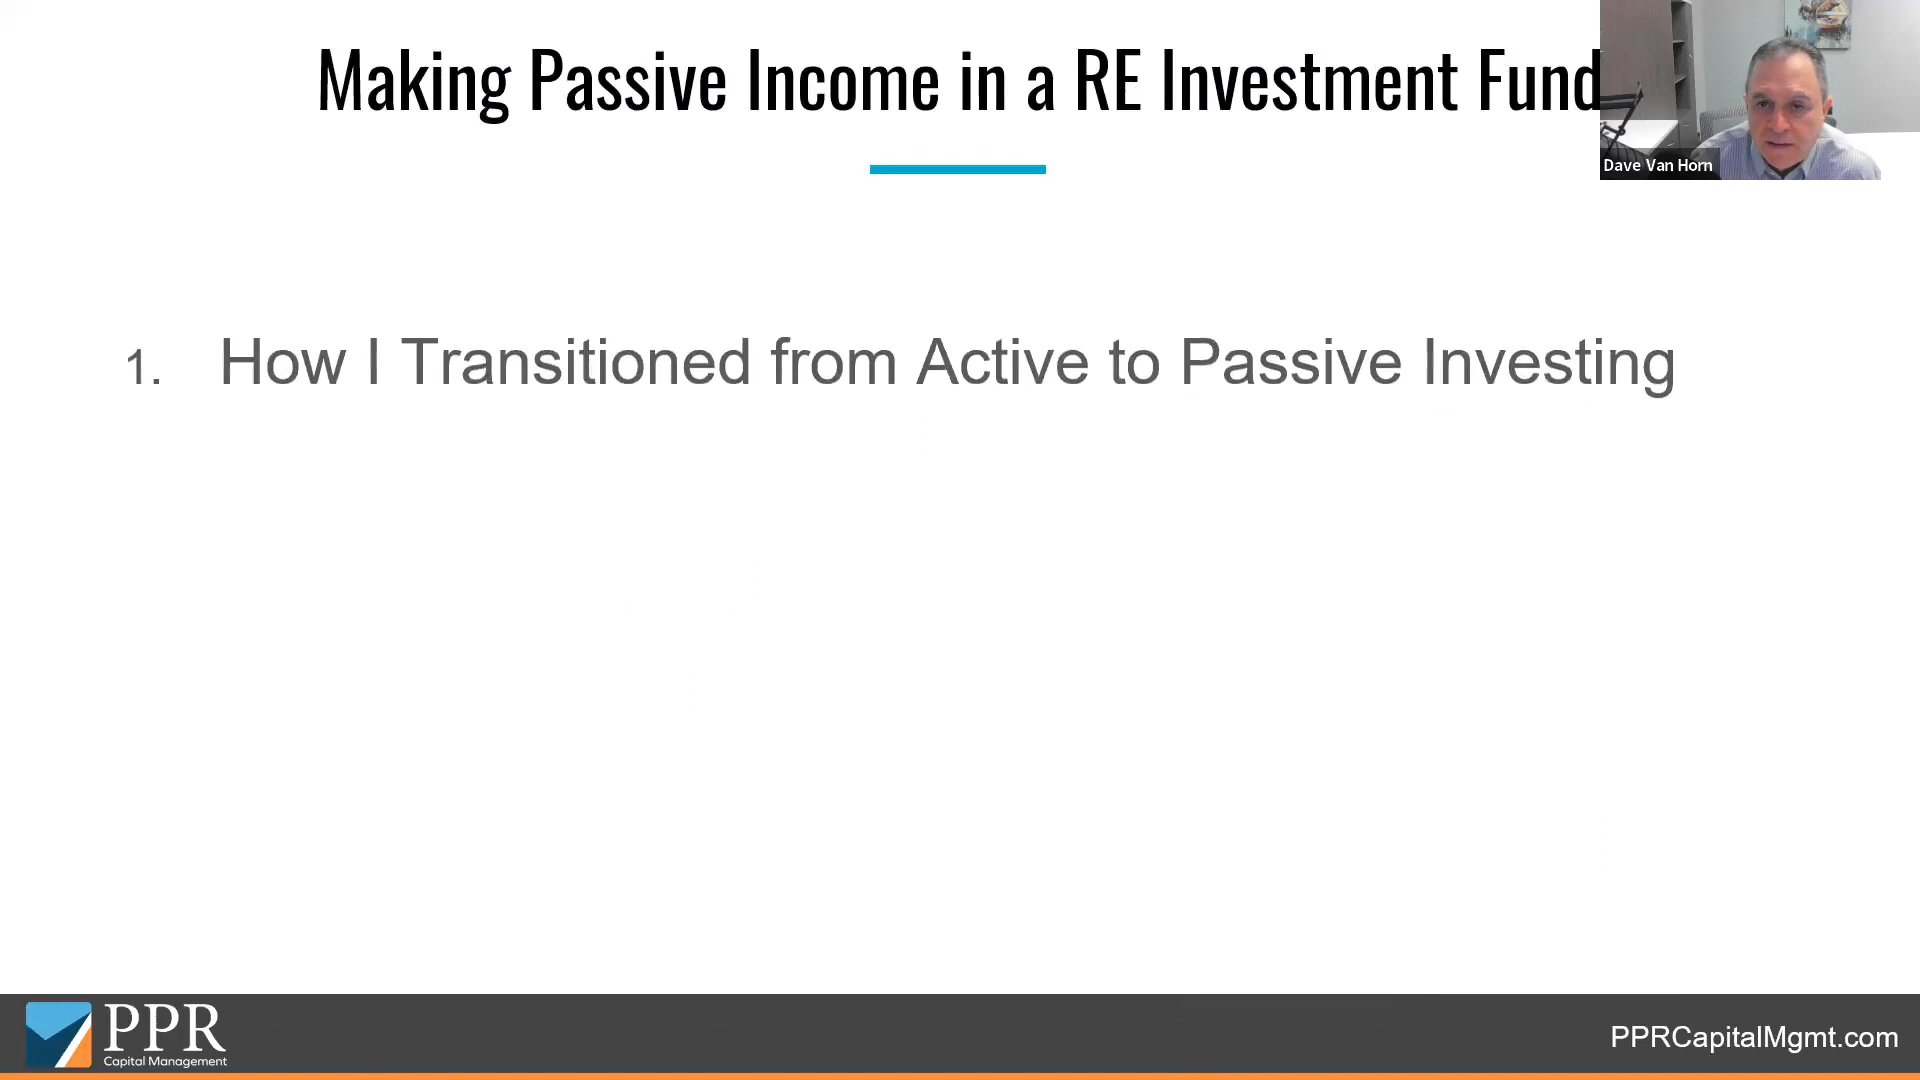 Making Passive Income in a RE Investment Fund
Dave Van Horn
1. How I Transitioned from Active to Passive Investing
PPR
Capital Management
PPRCapitalMgmt.com